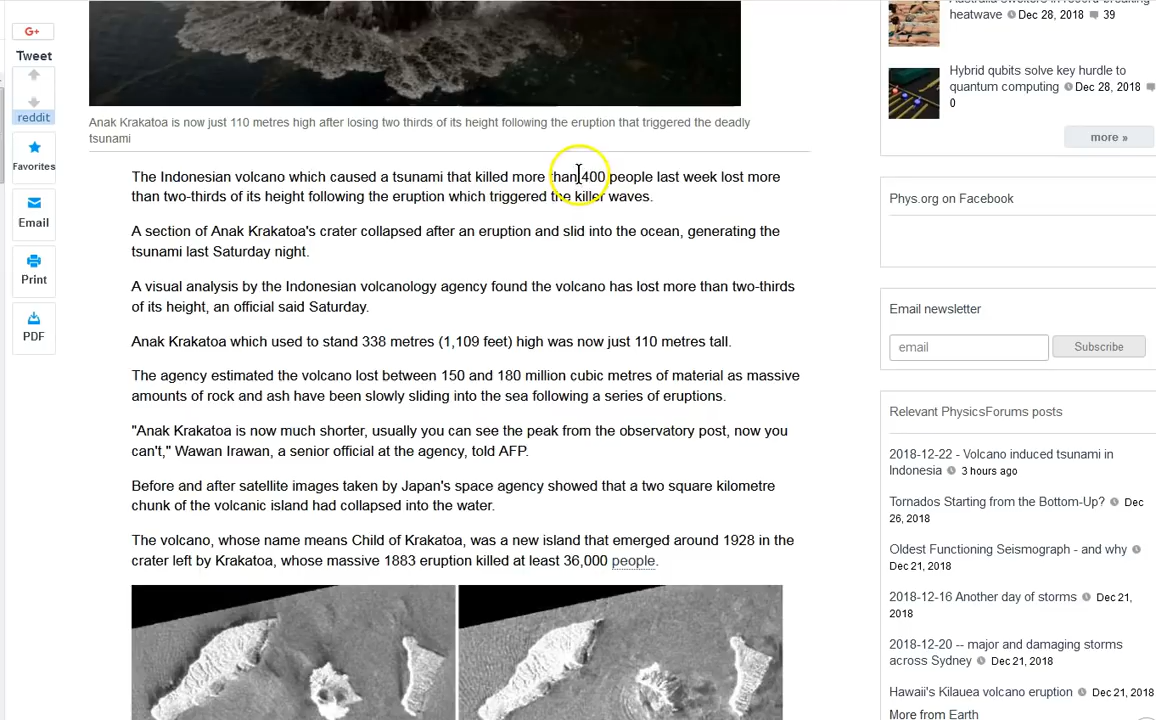 G+
Tweet
reddit
Favorites
Email
Print
PDF
Anak Krakatoa is now just 110 metres high after losing two thirds of its height following the eruption that triggered the deadly
tsunami
The Indonesian volcano which caused a tsunami that killed more than 400 people last week lost more
than two-thirds of its height following the eruption which triggered the killer waves.
A section of Anak Krakatoa's crater collapsed after an eruption and slid into the ocean, generating the
tsunami last Saturday night.
A visual analysis by the Indonesian volcanology agency found the volcano has lost more than two-thirds
of its height, an official said Saturday.
Anak Krakatoa which used to stand 338 metres (1,109 feet) high was now just 110 metres tall.
The agency estimated the volcano lost between 150 and 180 million cubic metres of material as massive
amounts of rock and ash have been slowly sliding into the sea following a series of eruptions.
"Anak Krakatoa is now much shorter, usually you can see the peak from the observatory post, now you
can't," Wawan Irawan, a senior official at the agency, told AFP.
Before and after satellite images taken by Japan's space agency showed that a two square kilometre
chunk of the volcanic island had collapsed into the water.
The volcano, whose name means Child of Krakatoa, was a new island that emerged around 1928 in the
crater left by Krakatoa, whose massive 1883 eruption killed at least 36,000 people.
Australia swelters in record-breaking
heatwave Dec 28, 2018 39
Hybrid qubits solve key hurdle to
quantum computing Dec 28, 2018
0
more »
Phys.org on Facebook
Email newsletter
email Subscribe
Relevant PhysicsForums posts
2018-12-22 - Volcano induced tsunami in
Indonesia 3 hours ago
Tornados Starting from the Bottom-Up? Dec
26, 2018
Oldest Functioning Seismograph - and why
Dec 21, 2018
2018-12-16 Another day of storms Dec 21,
2018
2018-12-20 -- major and damaging storms
across Sydney Dec 21, 2018
Hawaii's Kilauea volcano eruption Dec 21, 2018
More from Earth